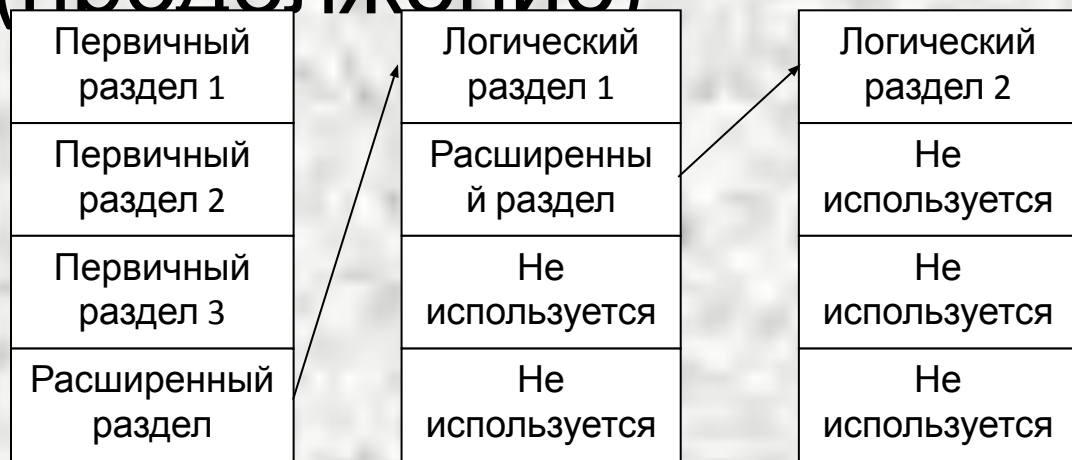 (продолжение)
Первичный
раздел 1
Первичный
раздел 2
Первичный
раздел 3
Расширенный
раздел
Логический
раздел 1
Расширенны
й раздел
Не
используется
Не
используется
Логический
раздел 2
Не
используется
Не
используется
Не
используется